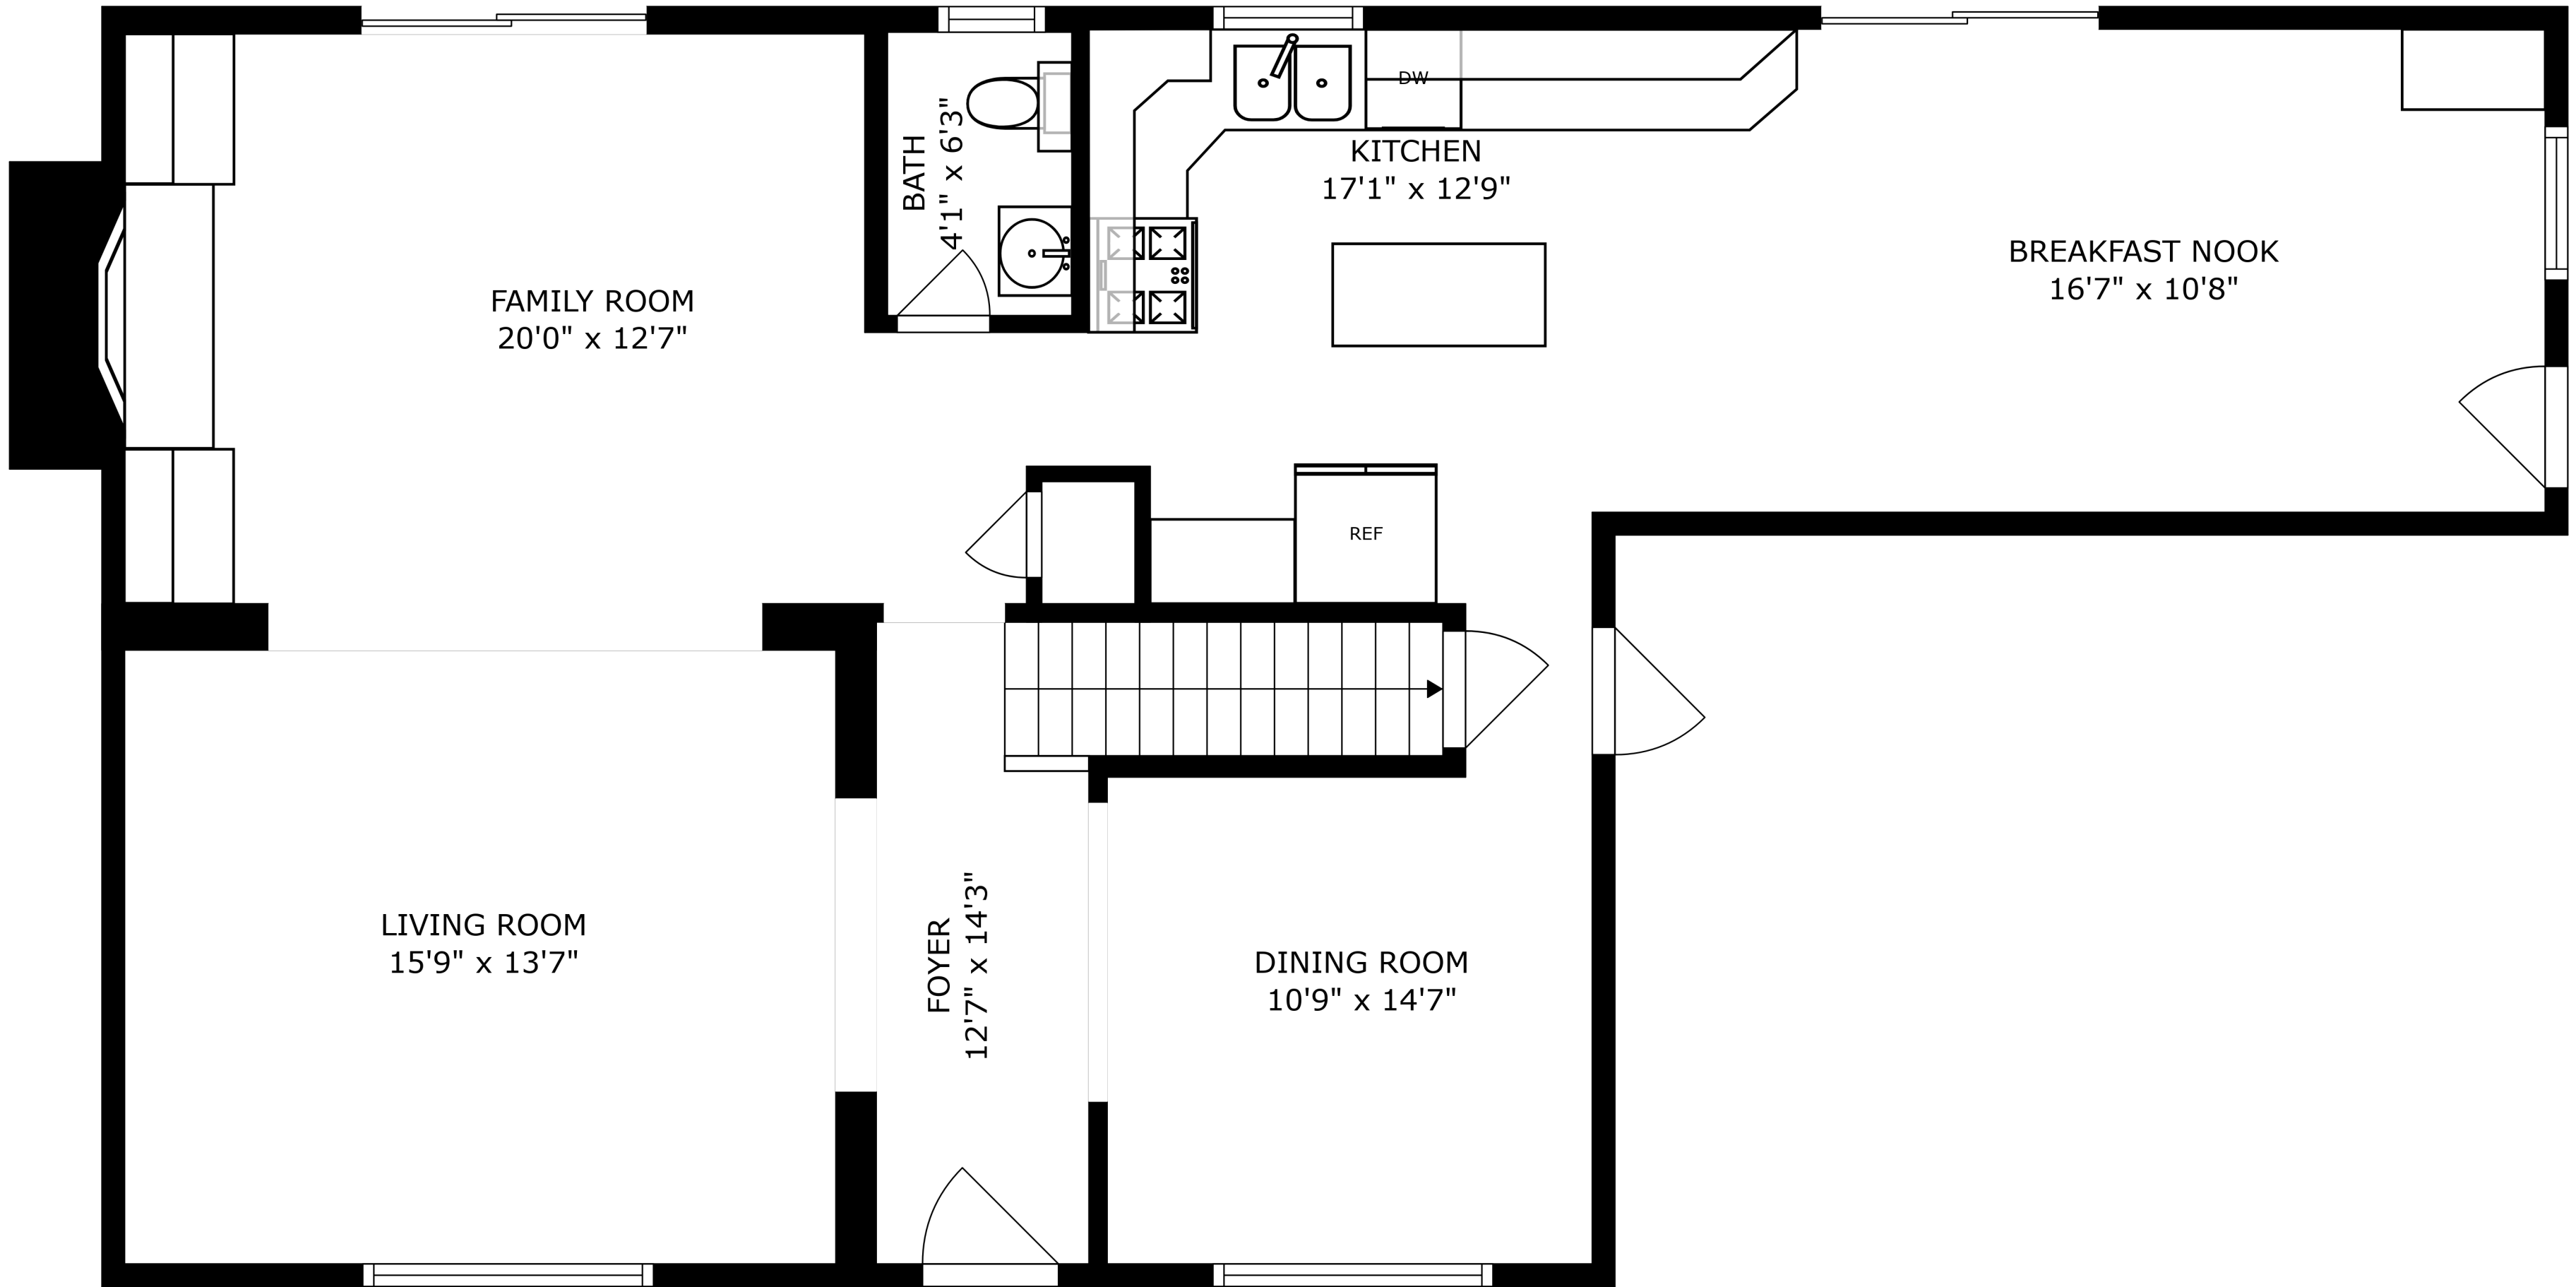 DW
BATH
4'1" x 6'3"
KITCHEN
17'1" x 12'9"
BREAKFAST NOOK
16'7" x 10'8"
FAMILY ROOM
20'0" x 12'7"
REF
LIVING ROOM
15'9" x 13'7"
FOYER
12'7" x 14'3"
DINING ROOM
10'9" x 14'7"